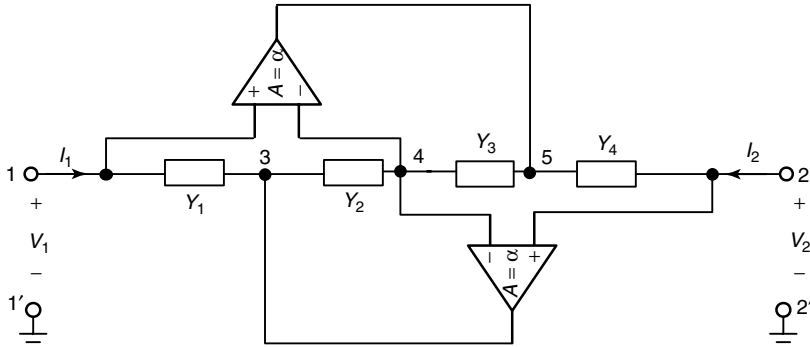 A = α
+ −
I₁ 3 4 Y₃ 5 Y₄ I₂
1 2
Y₁ Y₂
+ − + +
V₁ A = α V₂
− −
1′ 2′